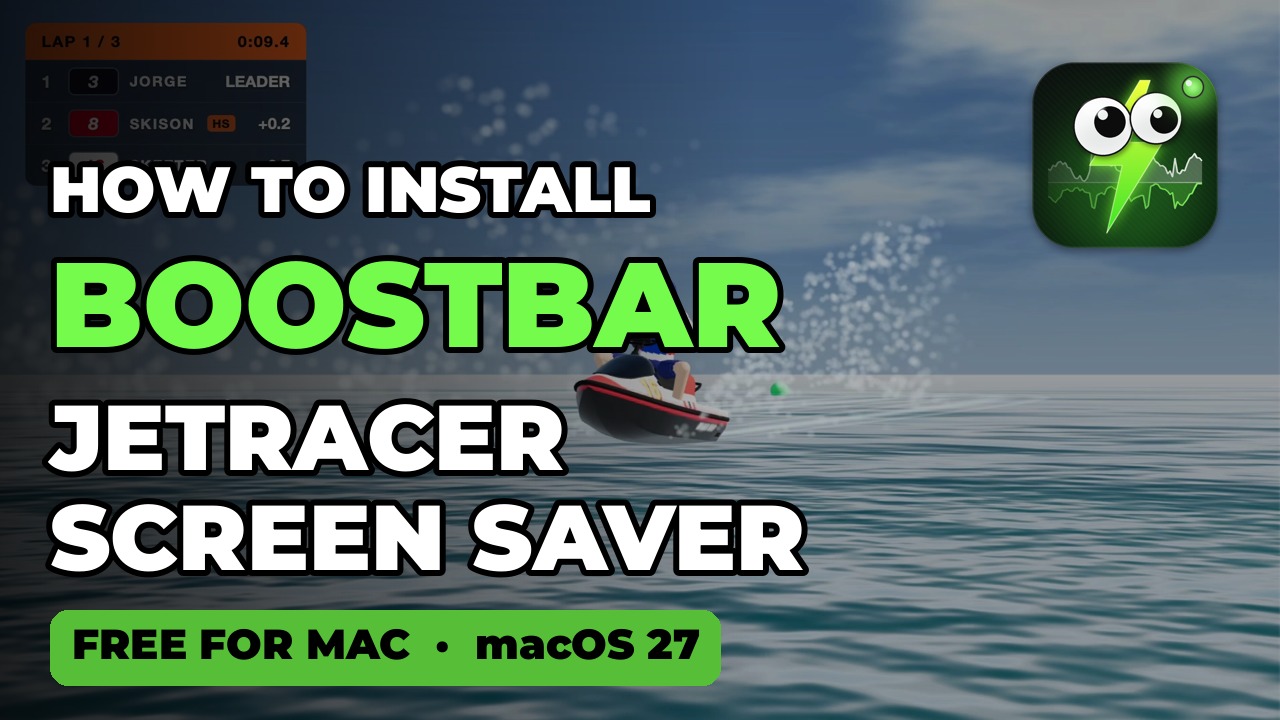 LAP 1 / 3 0:09.4
1 3 JORGE LEADER
2 8 SKISON HS +0.2
3
HOW TO INSTALL
BOOSTBAR
JETRACER
SCREEN SAVER
FREE FOR MAC • macOS 27